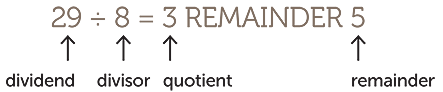 29 ÷ 8 = 3 REMAINDER 5
dividend divisor quotient remainder